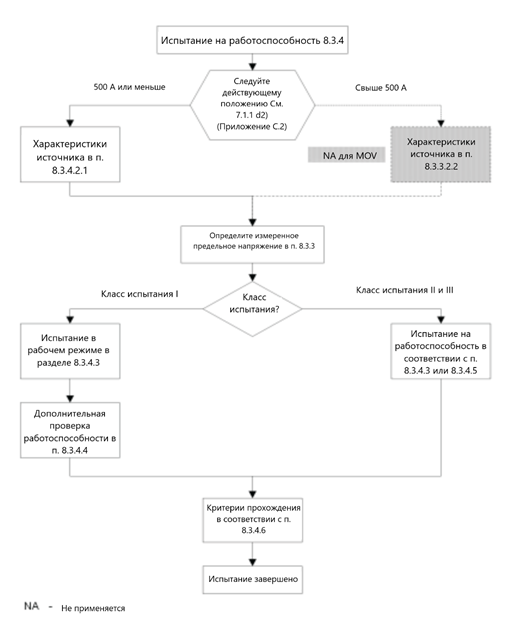 Испытание на работоспособность 8.3.4
500 А или меньше
Следуйте
действующему
положению См.
7.1.1 d2)
(Приложение C.2)
Свыше 500 А
Характеристики
источника в п.
8.3.4.2.1
NA для MOV
Характеристики
источника в п.
8.3.3.2.2
Определите измеренное
предельное напряжение в п. 8.3.3
Класс испытания I
Класс
испытания?
Класс испытания II и III
Испытание в
рабочем режиме в
разделе 8.3.4.3
Испытание на
работоспособность в
соответствии с п.
8.3.4.3 или 8.3.4.5
Дополнительная
проверка
работоспособности в
п. 8.3.4.4
Критерии прохождения
в соответствии с п.
8.3.4.6
Испытание завершено
NA - Не применяется